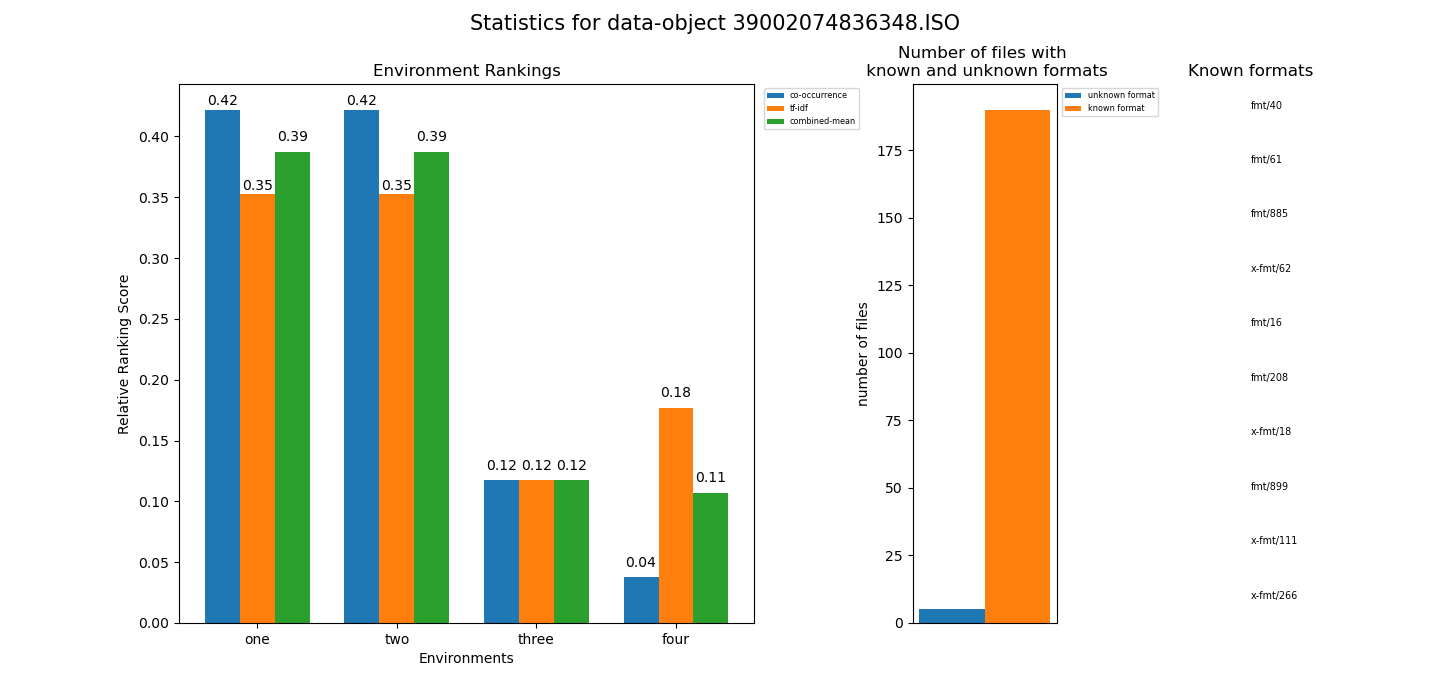 Statistics for data-object 39002074836348.ISO
Environment Rankings
Relative Ranking Score
0.40
0.35
0.30
0.25
0.20
0.15
0.10
0.05
0.00
0.42
0.35
0.39
0.42
0.35
0.39
0.12 0.12 0.12
0.04
0.18
0.11
one two three four
Environments
co-occurrence
tf-idf
combined-mean
Number of files with
known and unknown formats
number of files
175
150
125
100
75
50
25
0
unknown format
known format
Known formats
fmt/40
fmt/61
fmt/885
x-fmt/62
fmt/16
fmt/208
x-fmt/18
fmt/899
x-fmt/111
x-fmt/266